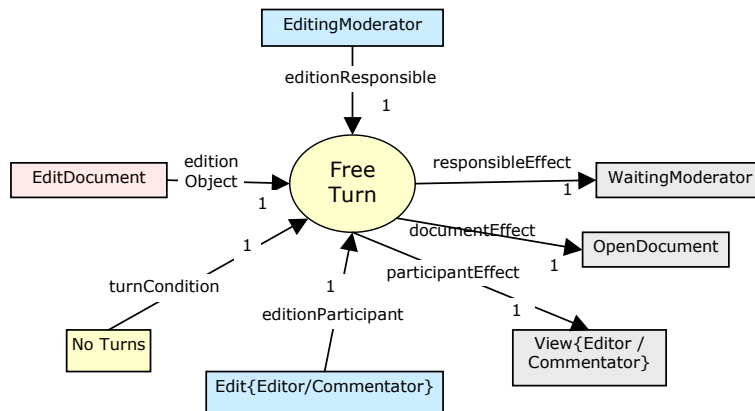 EditingModerator
editionResponsible
1
edition
Object
1
EditDocument
Free
Turn
responsibleEffect
1
WaitingModerator
documentEffect
1
OpenDocument
participantEffect
1
View{Editor /
Commentator}
1
turnCondition
No Turns
1
editionParticipant
Edit{Editor/Commentator}